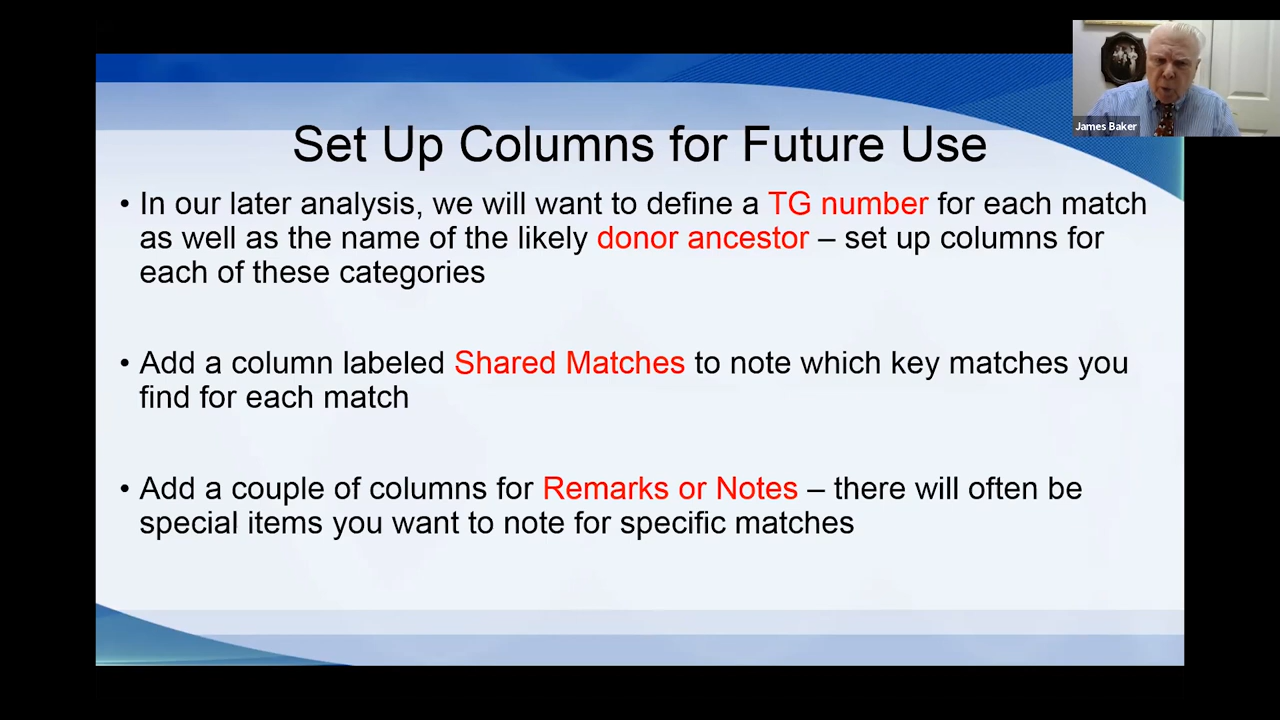 James Baker
Set Up Columns for Future Use
• In our later analysis, we will want to define a TG number for each match
as well as the name of the likely donor ancestor – set up columns for
each of these categories
• Add a column labeled Shared Matches to note which key matches you
find for each match
• Add a couple of columns for Remarks or Notes – there will often be
special items you want to note for specific matches